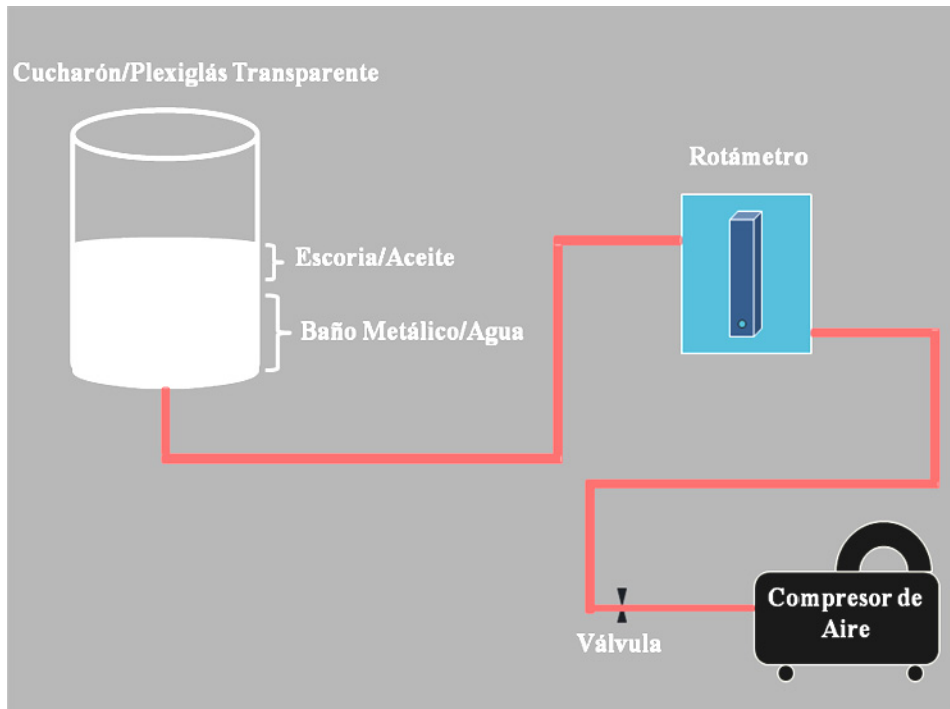 Cucharón/Plexiglás Transparente
Rotámetro
Escoria/Aceite
Baño Metálico/Agua
Compresor de
Aire
Válvula